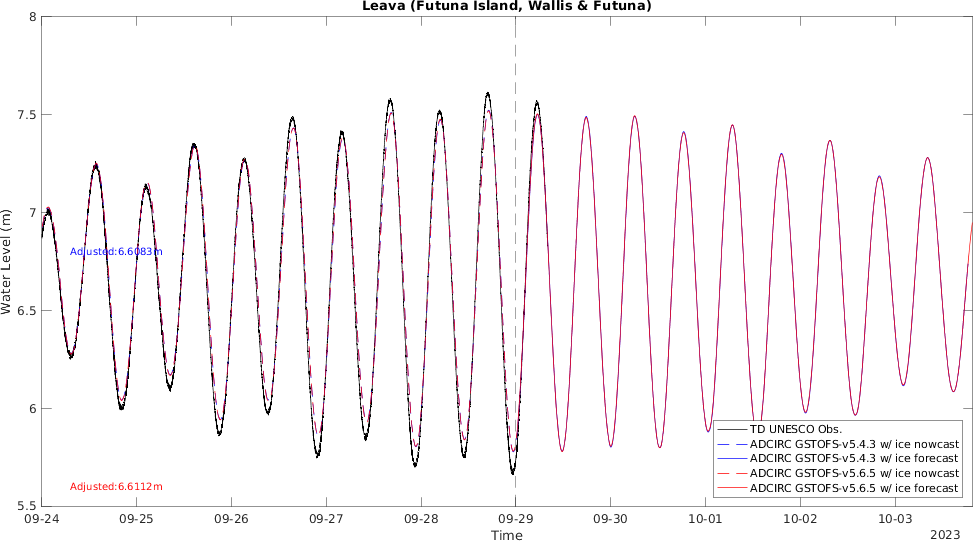 Leava (Futuna Island, Wallis & Futuna)
8
7.5
7
6.5
6
5.5
Water Level (m)
Adjusted:6.6083m
Adjusted:6.6112m
TD UNESCO Obs.
ADCIRC GSTOFS-v5.4.3 w/ ice nowcast
ADCIRC GSTOFS-v5.4.3 w/ ice forecast
ADCIRC GSTOFS-v5.6.5 w/ ice nowcast
ADCIRC GSTOFS-v5.6.5 w/ ice forecast
09-24 09-25 09-26 09-27 09-28 09-29 09-30 10-01 10-02 10-03
Time
2023